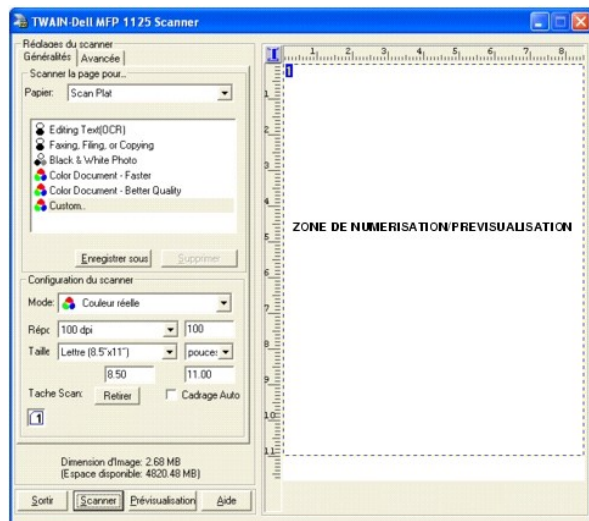 TWAIN-Dell MFP 1125 Scanner
Réglages du scanner
Généralités Avancée
Scanner la page pour...
Papier: Scan Plat
Editing Text(OCR)
Faxing, Filing, or Copying
Black & White Photo
Color Document - Faster
Color Document - Better Quality
Custom..
Enregistrer sous Supprimer
Configuration du scanner
Mode: Couleur réelle
Répc 100 dpi 100
Taille Lettre (8.5"x11") pouce:
8.50 11.00
Tache Scan: Retirer Cadrage Auto
1
Dimension d'Image: 2.68 MB
(Espace disponible: 4820.48 MB)
Sortir Scanner Prévisualisation Aide
1 2 3 4 5 6 7 8
1
1
2
3
4
ZONE DE NUMERISATION/PREVISUALISATION
5
6
7
8
9
10
11